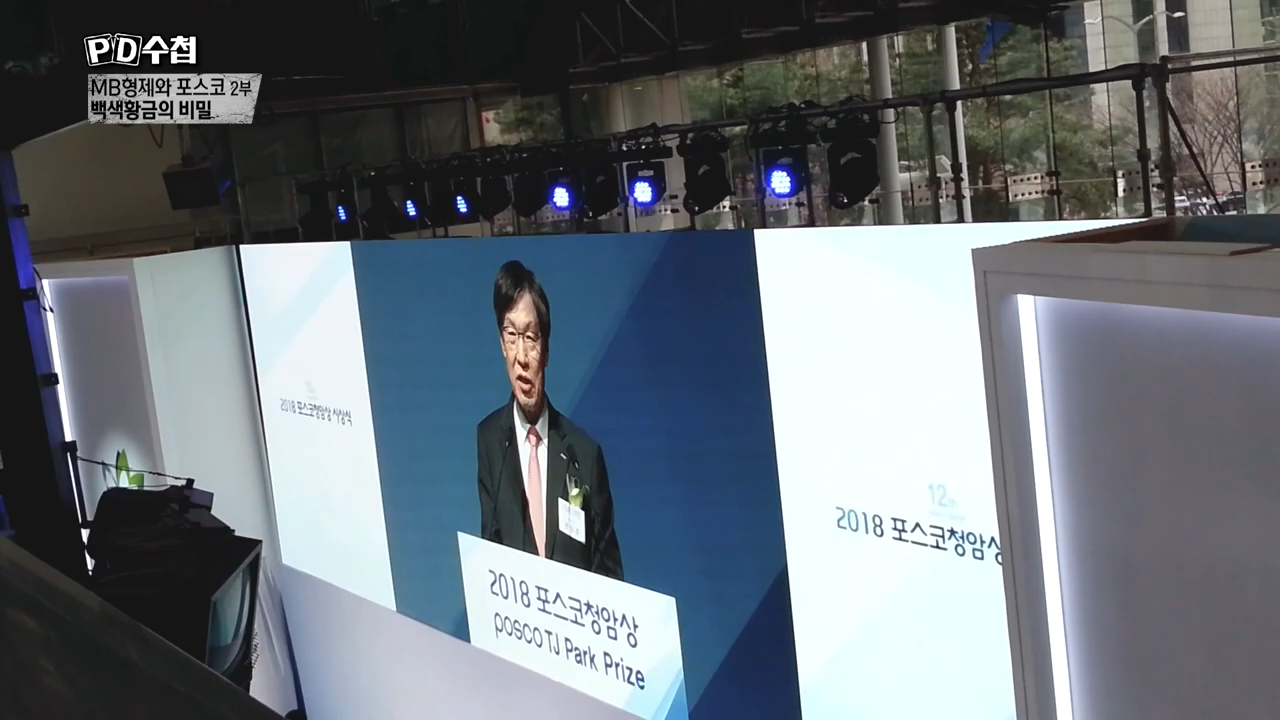 PD수첩
MB형제와 포스코 2부
백색황금의 비밀
2018 포스코청암상 시상식
12th
2018 포스코청암상
2018 포스코청암상
posco TJ Park Prize